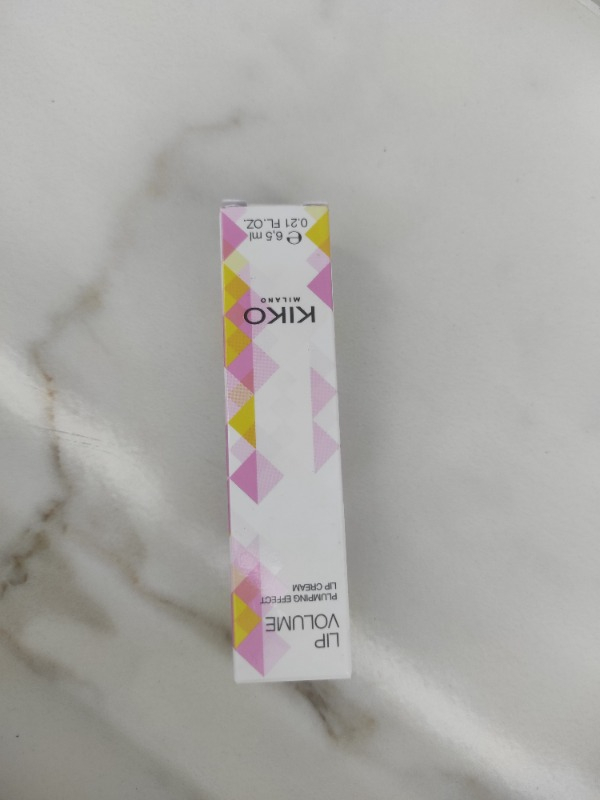 LIP
VOLUME
PLUMPING EFFECT
LIP CREAM
KIKO
MILANO
℮ 6,5 ml
0.21 FL.OZ.